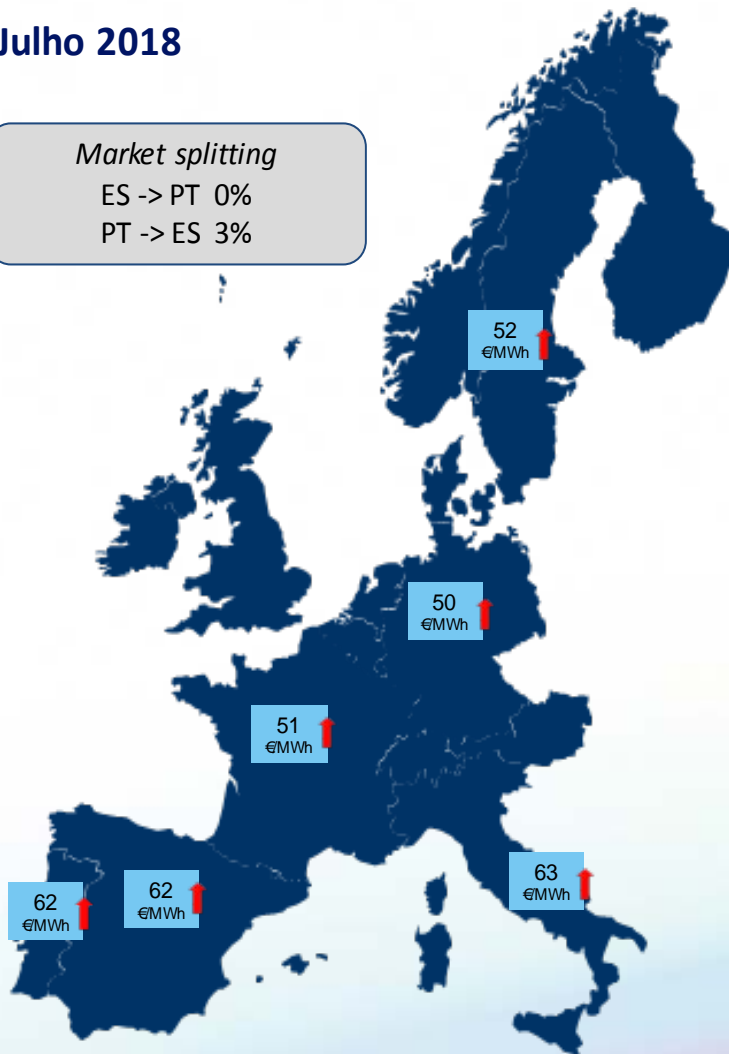 Julho 2018
Market splitting
ES -> PT 0%
PT -> ES 3%
52
€/MWh
50
€/MWh
51
€/MWh
62
€/MWh
62
€/MWh
63
€/MWh